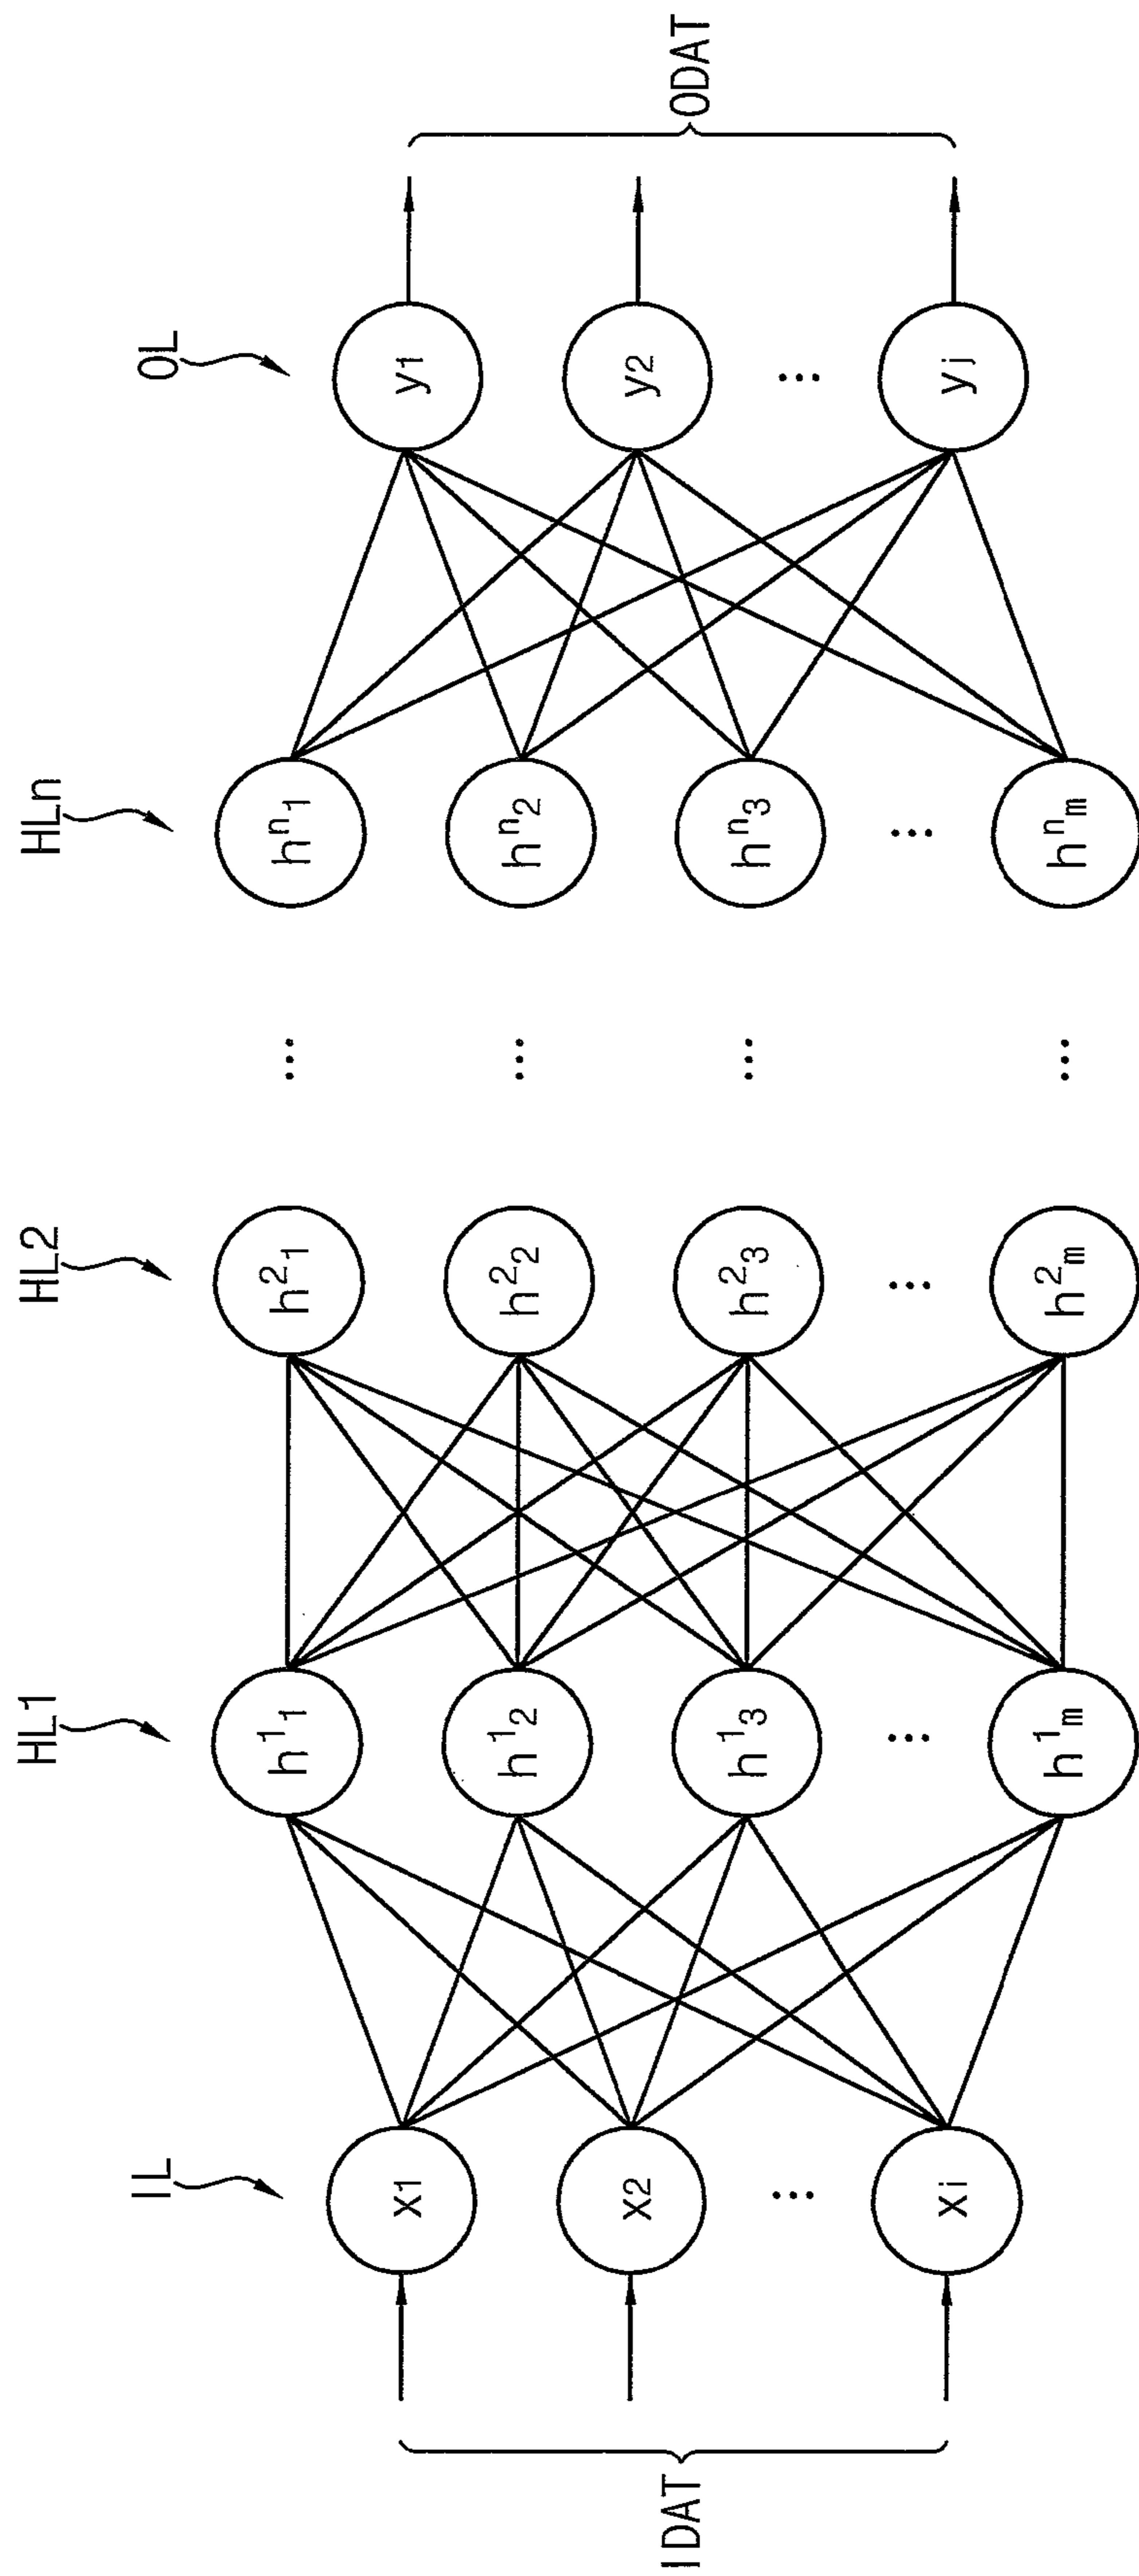 IDAT
IL
x1
x2
⋮
xi
HL1
h¹1
h¹2
h¹3
⋮
h¹m
HL2
h²1
h²2
h²3
⋮
h²m
...
...
...
...
HLn
hⁿ1
hⁿ2
hⁿ3
⋮
hⁿm
OL
y1
y2
⋮
yj
ODAT